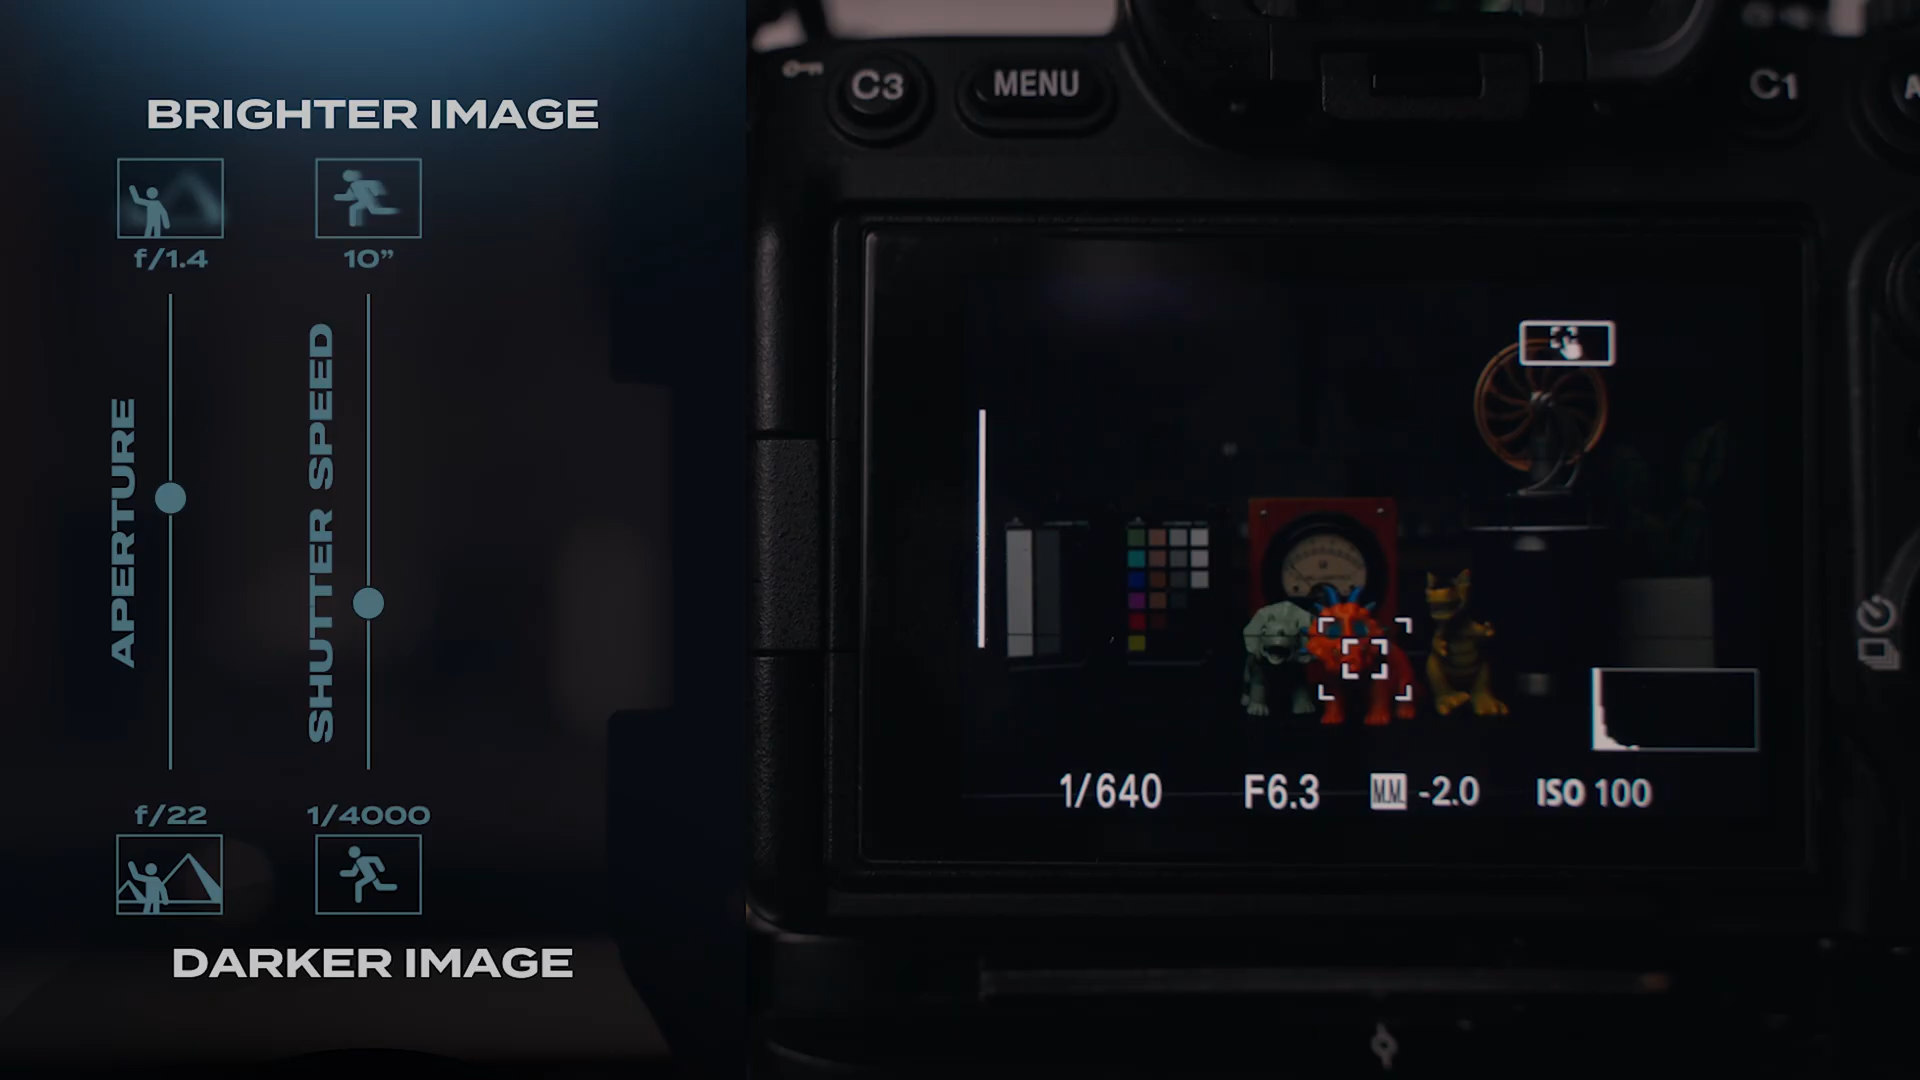 BRIGHTER IMAGE
f/1.4
10”
APERTURE
SHUTTER SPEED
f/22
1/4000
DARKER IMAGE
C3
MENU
C1
1/640
F6.3
M.M. -2.0
ISO 100